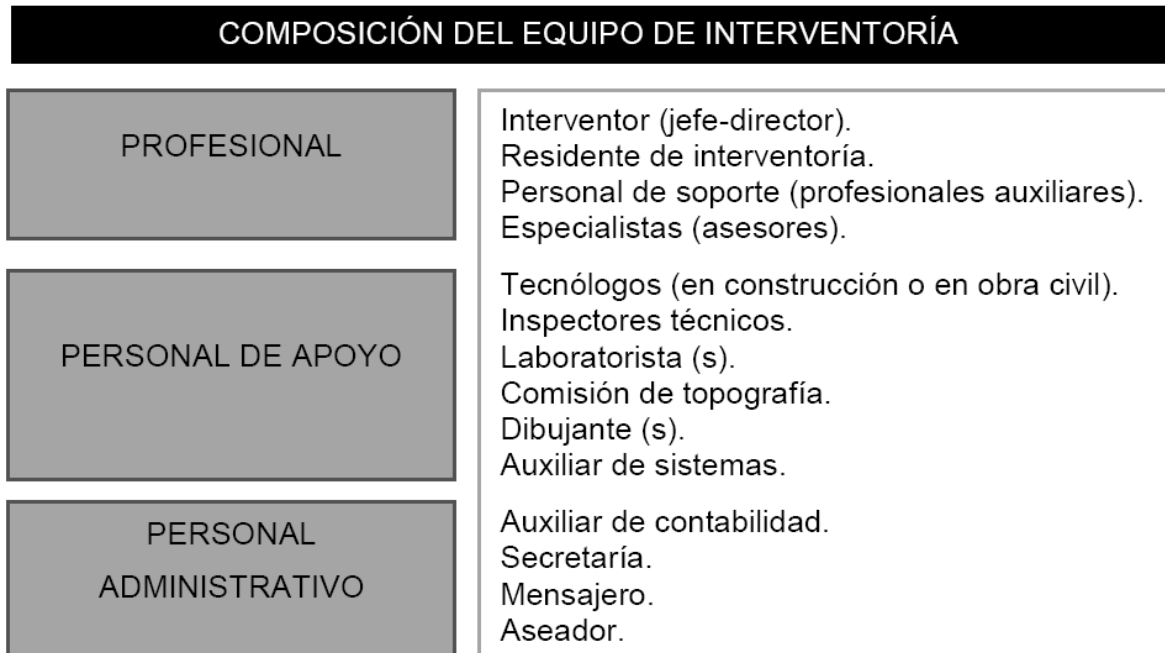 COMPOSICIÓN DEL EQUIPO DE INTERVENTORÍA
PROFESIONAL
Interventor (jefe-director).
Residente de interventoría.
Personal de soporte (profesionales auxiliares).
Especialistas (asesores).
PERSONAL DE APOYO
Tecnólogos (en construcción o en obra civil).
Inspectores técnicos.
Laboratorista (s).
Comisión de topografía.
Dibujante (s).
Auxiliar de sistemas.
PERSONAL
ADMINISTRATIVO
Auxiliar de contabilidad.
Secretaría.
Mensajero.
Aseador.